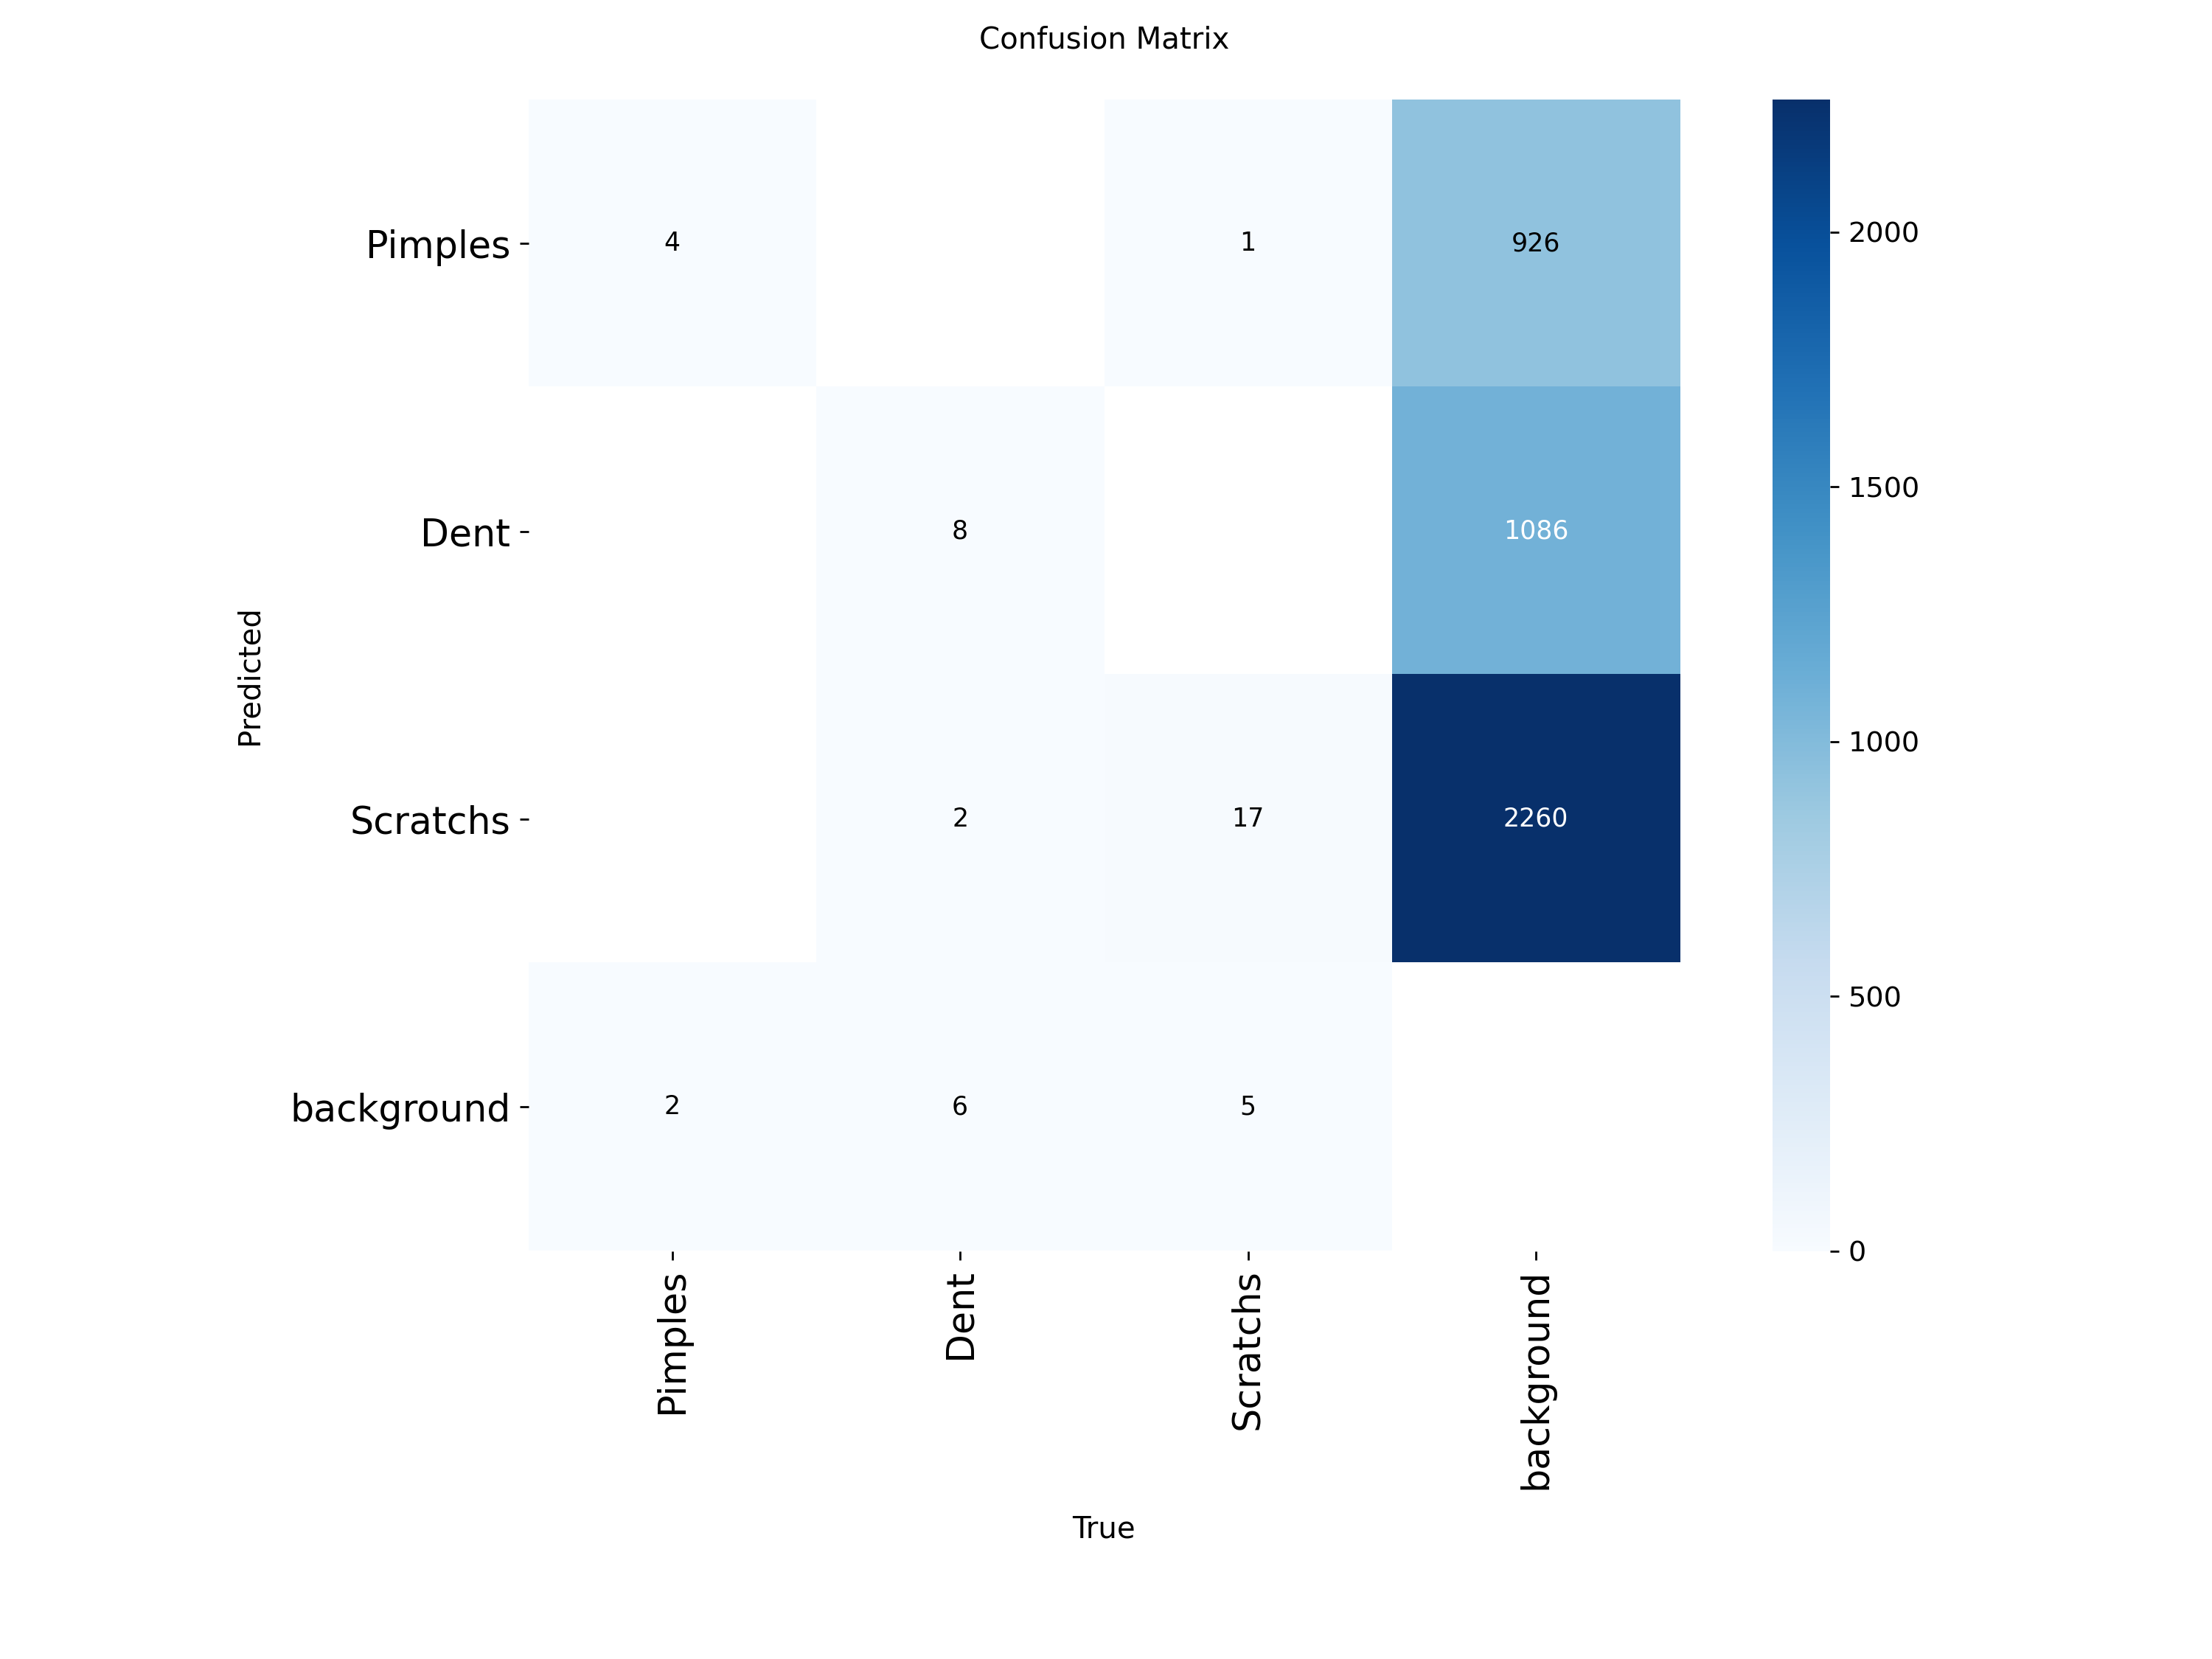 Confusion Matrix
Pimples
4
1
926
Dent
8
1086
Scratchs
2
17
2260
background
2
6
5
Predicted
Pimples
Dent
Scratchs
background
True
2000
1500
1000
500
0